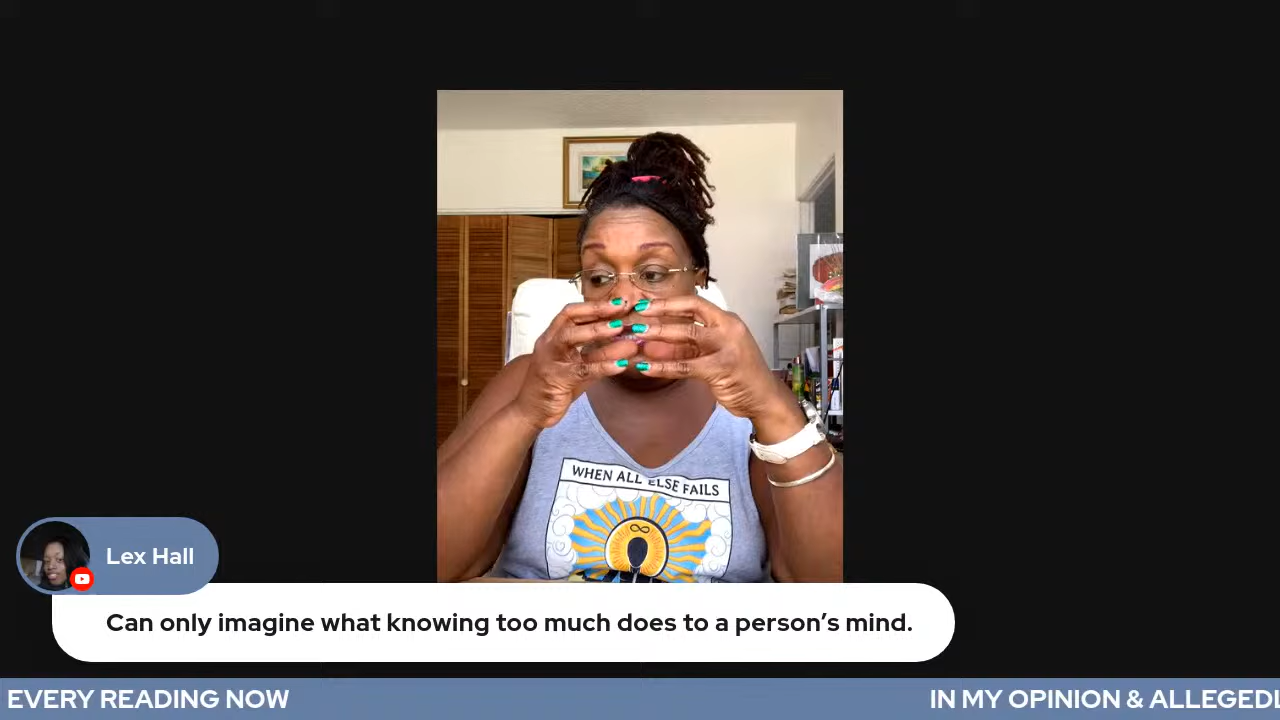 WHEN ALL ELSE FAILS
Lex Hall
Can only imagine what knowing too much does to a person’s mind.
EVERY READING NOW
IN MY OPINION & ALLEGEDL